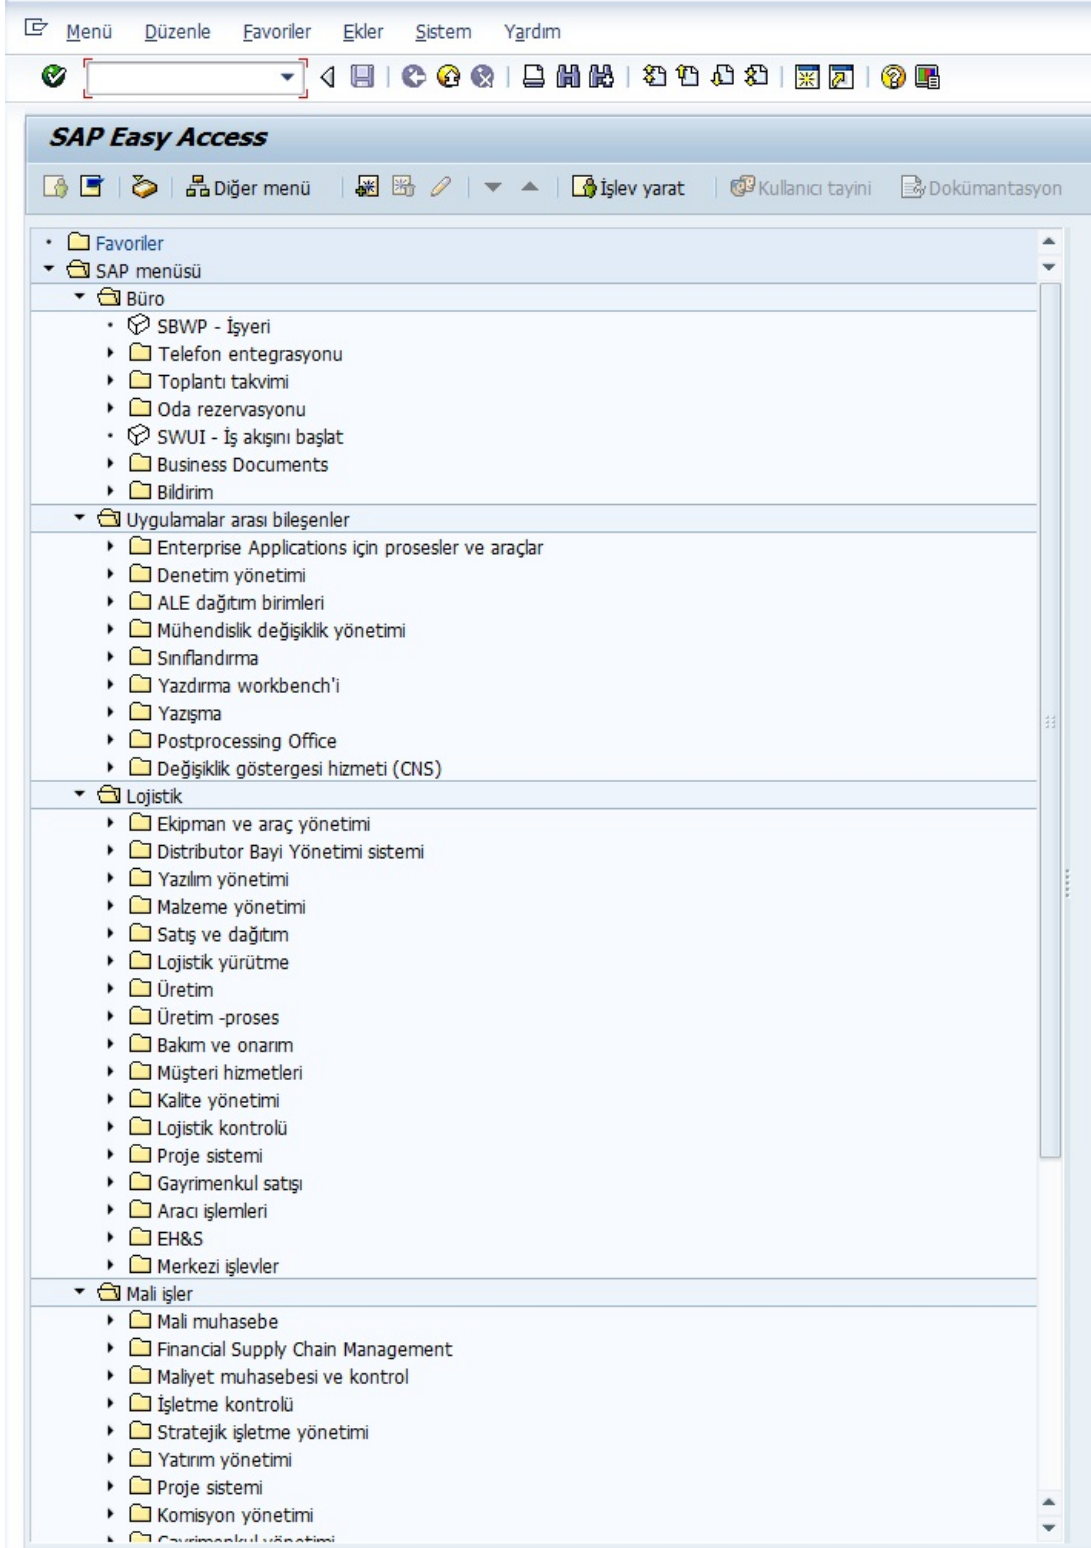 Menü Düzenle Favoriler Ekler Sistem Yardım
SAP Easy Access
Diğer menü İşlev yarat Kullanıcı tayini Dokümantasyon
Favoriler
SAP menüsü
Büro
SBWP - İşyeri
Telefon entegrasyonu
Toplantı takvimi
Oda rezervasyonu
SWUI - İş akışını başlat
Business Documents
Bildirim
Uygulamalar arası bileşenler
Enterprise Applications için prosesler ve araçlar
Denetim yönetimi
ALE dağıtım birimleri
Mühendislik değişiklik yönetimi
Sınıflandırma
Yazdırma workbench'i
Yazışma
Postprocessing Office
Değişiklik göstergesi hizmeti (CNS)
Lojistik
Ekipman ve araç yönetimi
Distributor Bayi Yönetimi sistemi
Yazılım yönetimi
Malzeme yönetimi
Satış ve dağıtım
Lojistik yürütme
Üretim
Üretim -proses
Bakım ve onarım
Müşteri hizmetleri
Kalite yönetimi
Lojistik kontrolü
Proje sistemi
Gayrimenkul satışı
Aracı işlemleri
EH&S
Merkezi işlevler
Mali işler
Mali muhasebe
Financial Supply Chain Management
Maliyet muhasebesi ve kontrol
İşletme kontrolü
Stratejik işletme yönetimi
Yatırım yönetimi
Proje sistemi
Komisyon yönetimi
Gayrimenkul yönetimi